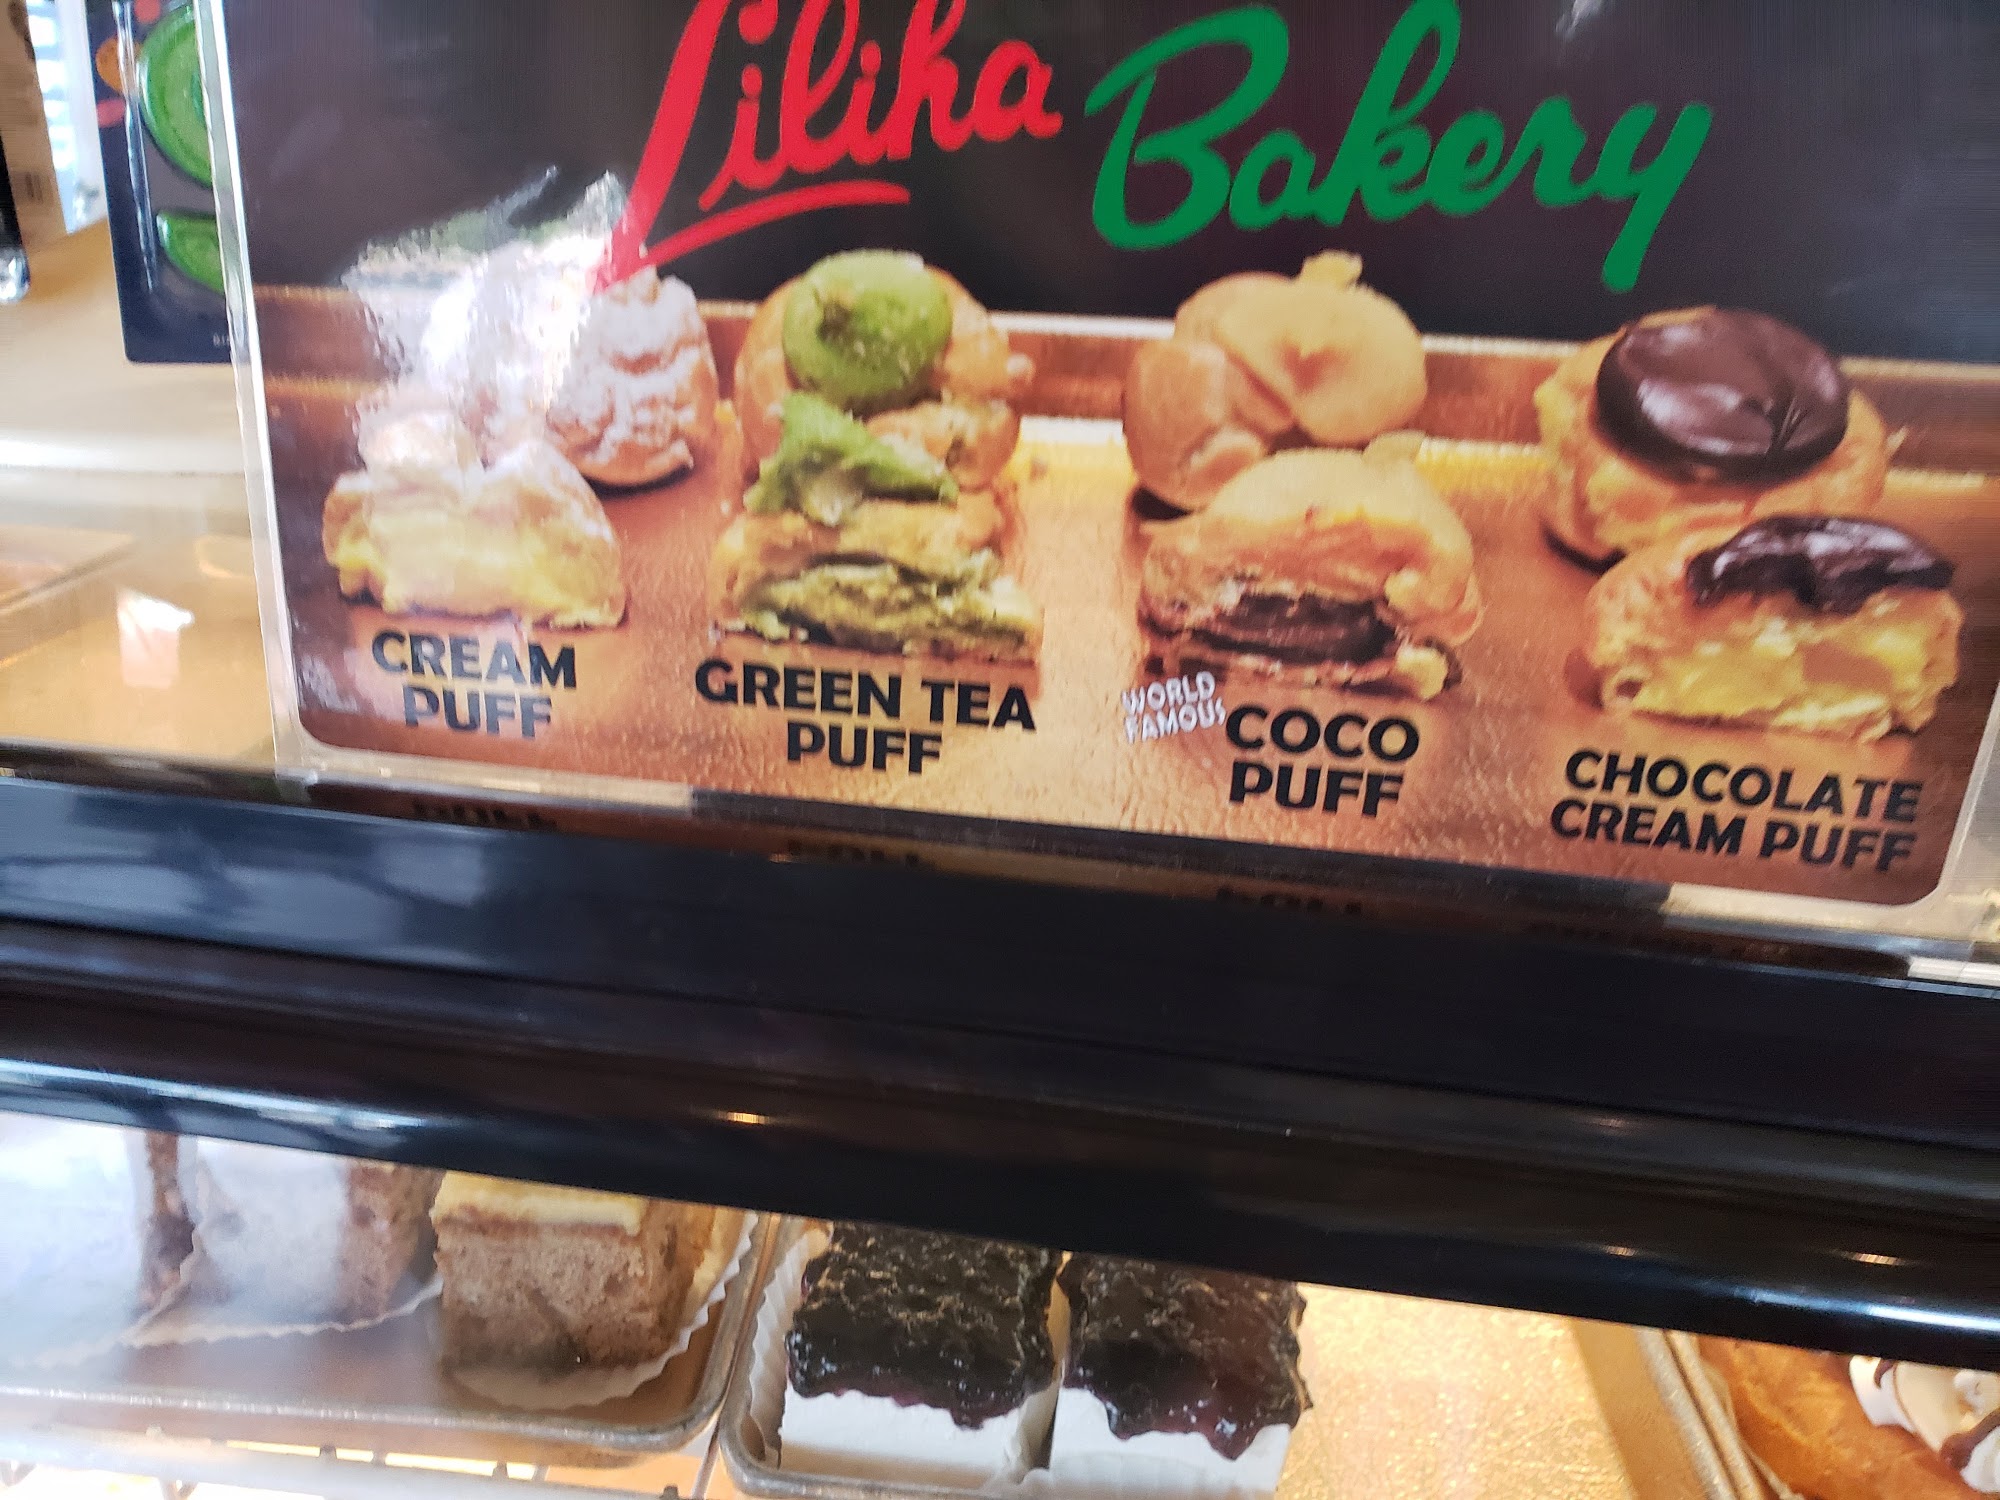 Liliha Bakery
CREAM
PUFF
GREEN TEA
PUFF
WORLD
FAMOUS
COCO
PUFF
CHOCOLATE
CREAM PUFF